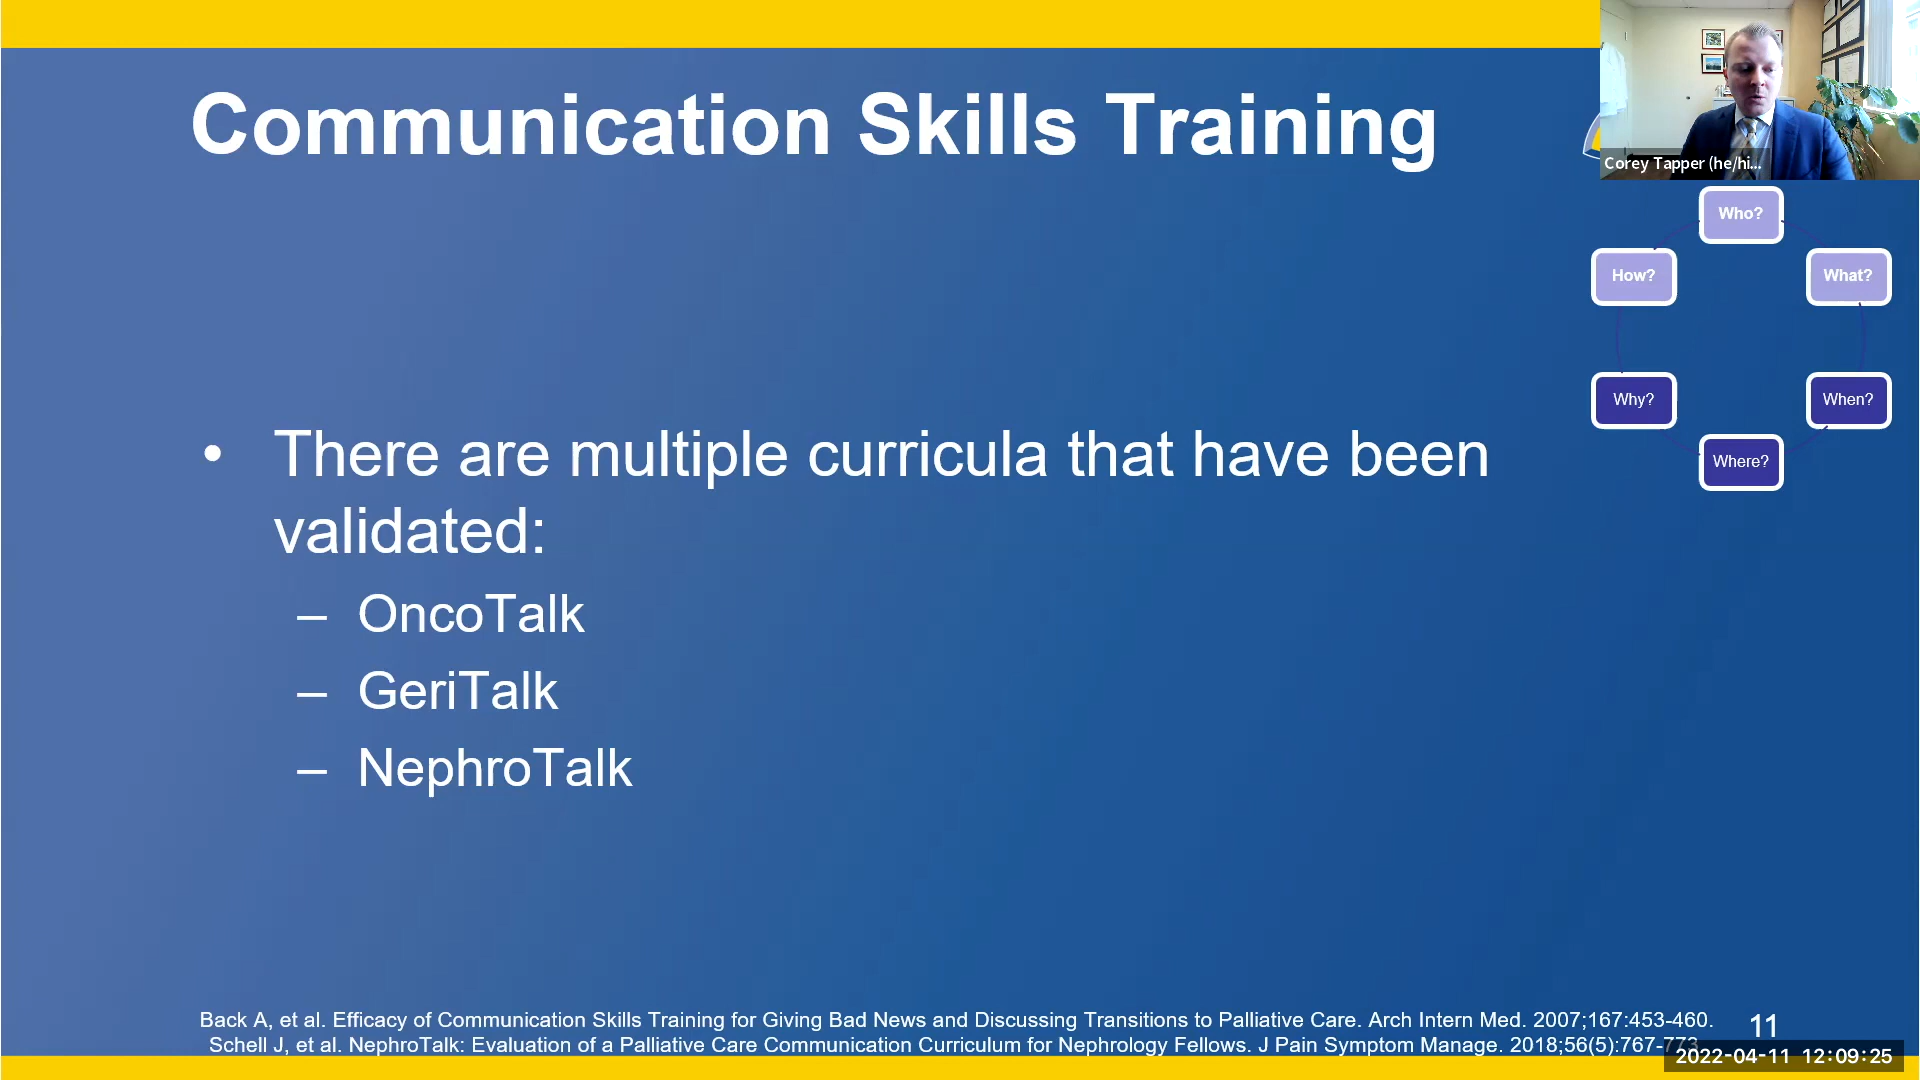 Communication Skills Training
Corey Tapper (he/hi...
Who?
How?
What?
Why?
When?
Where?
• There are multiple curricula that have been
validated:
– OncoTalk
– GeriTalk
– NephroTalk
Back A, et al. Efficacy of Communication Skills Training for Giving Bad News and Discussing Transitions to Palliative Care. Arch Intern Med. 2007;167:453-460.
Schell J, et al. NephroTalk: Evaluation of a Palliative Care Communication Curriculum for Nephrology Fellows. J Pain Symptom Manage. 2018;56(5):767-773
11
2022-04-11 12:09:25